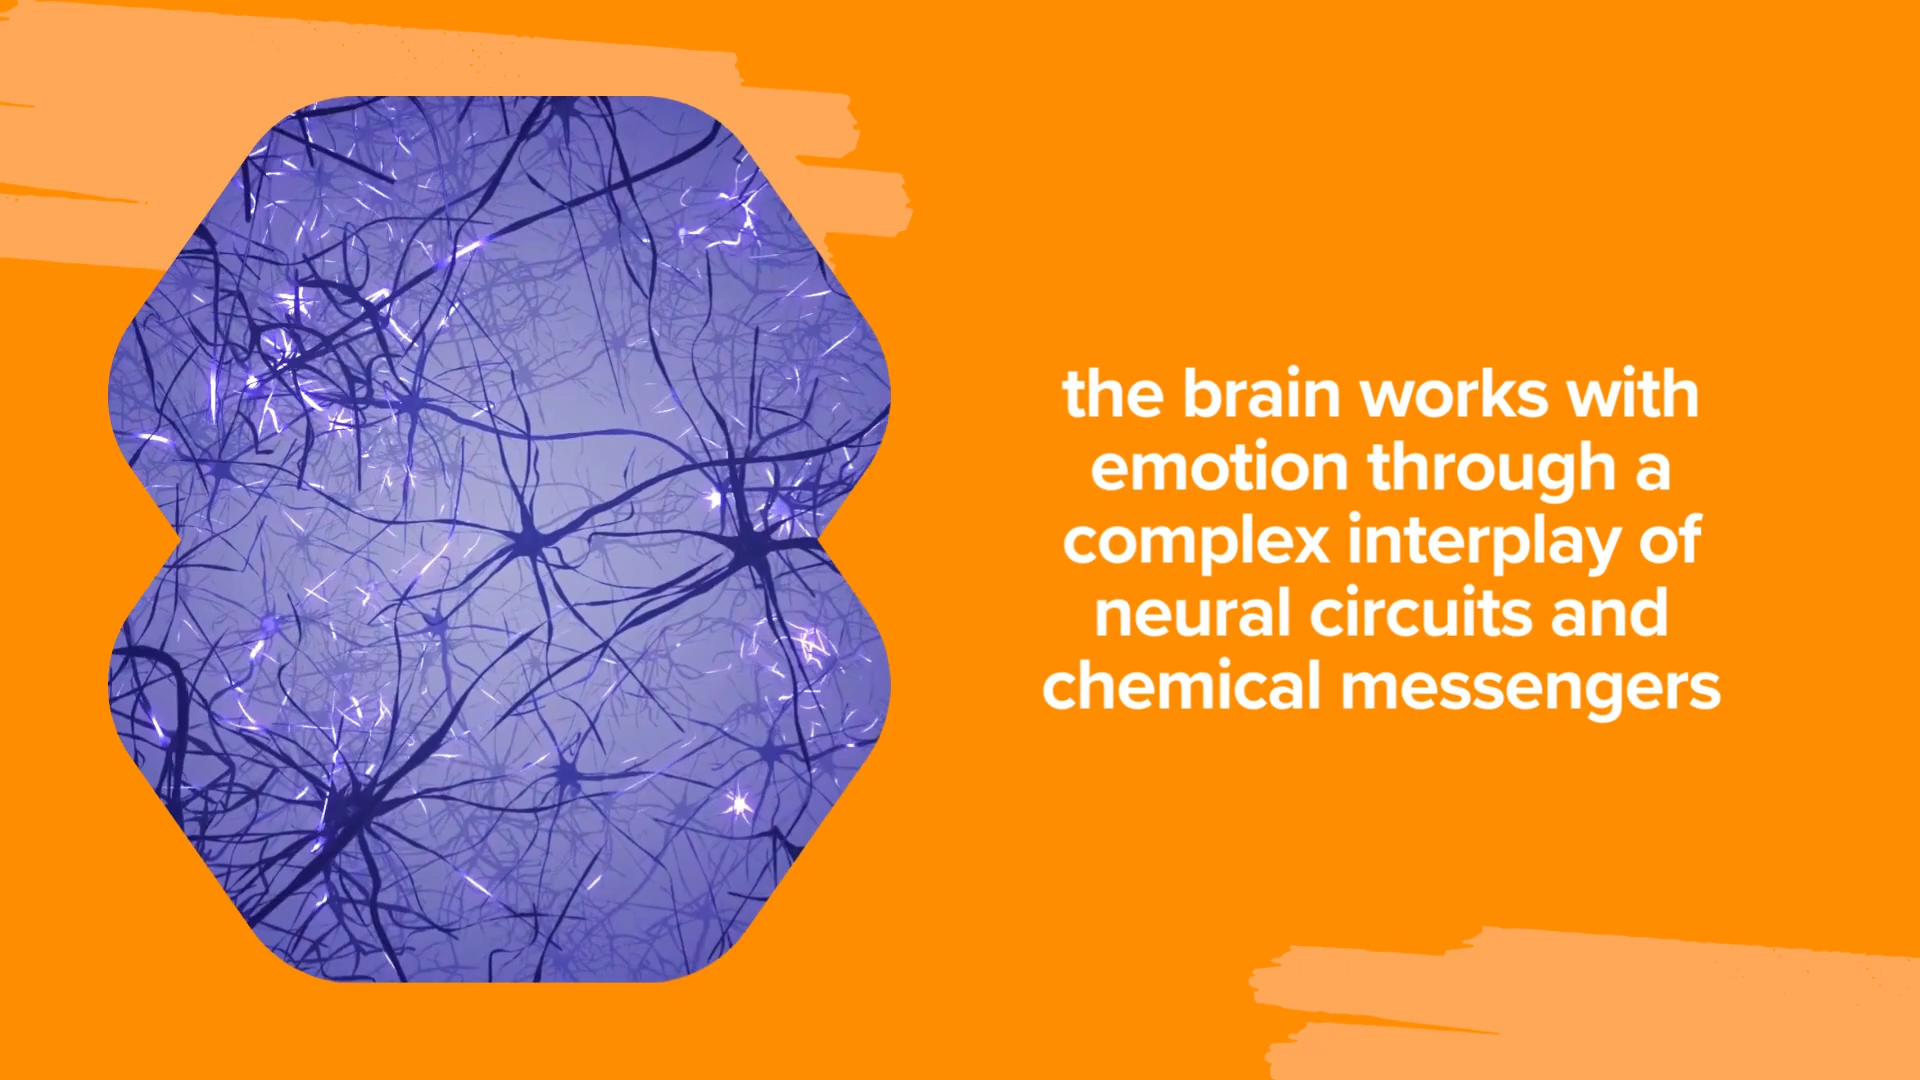 the brain works with
emotion through a
complex interplay of
neural circuits and
chemical messengers